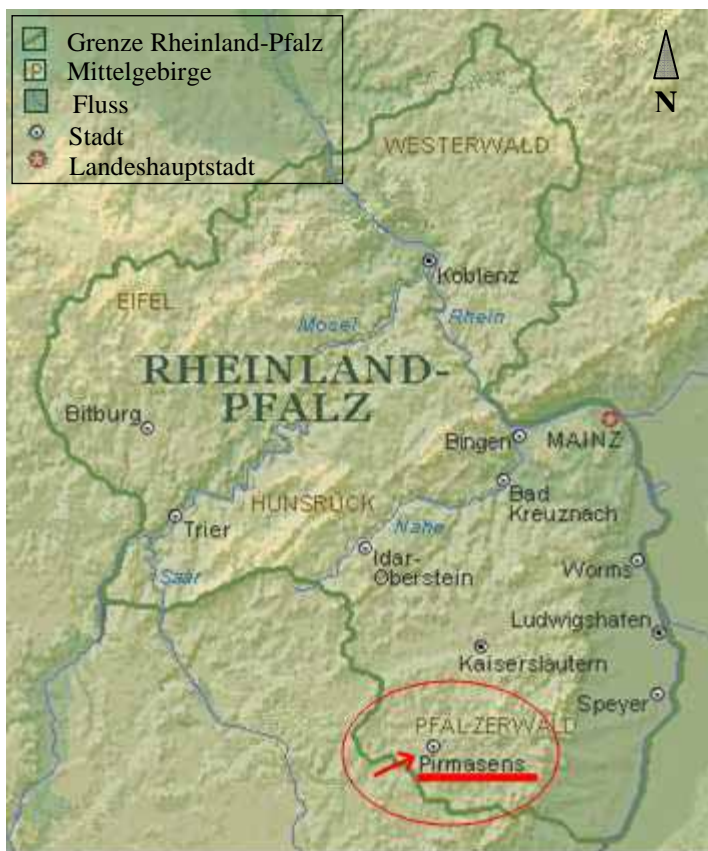 Grenze Rheinland-Pfalz
P
Mittelgebirge
Fluss
Stadt
Landeshauptstadt
N
WESTERWALD
Koblenz
EIFEL
Mosel
Rhein
RHEINLAND-
PFALZ
Bitburg
Bingen
MAINZ
HUNSRÜCK
Bad
Kreuznach
Trier
Nahe
Idar-
Oberstein
Worms
Saar
Ludwigshafen
Kaiserslautern
Speyer
PFÄLZERWALD
Pirmasens